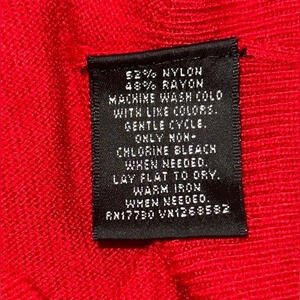 52% NYLON
48% RAYON
MACHINE WASH COLD
WITH LIKE COLORS.
GENTLE CYCLE.
ONLY NON-
CHLORINE BLEACH
WHEN NEEDED.
LAY FLAT TO DRY.
WARM IRON
WHEN NEEDED.
RN17730 VN1268582